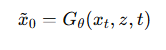 x̃₀ = G_θ(x_t, z, t)